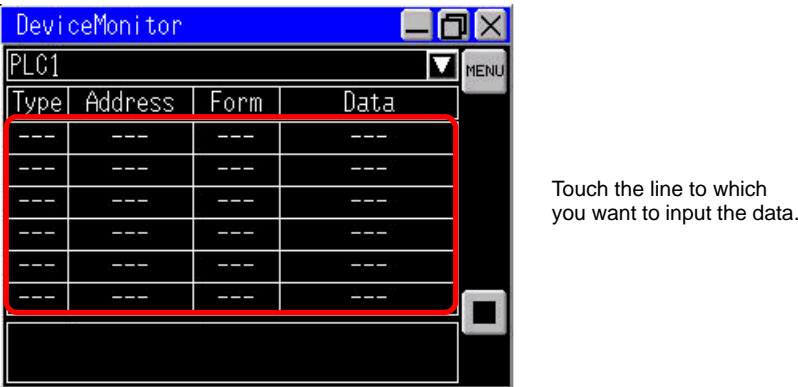 DeviceMonitor
PLC1
MENU
Type Address Form Data
--- --- --- ---
--- --- --- ---
--- --- --- ---
--- --- --- ---
--- --- --- ---
--- --- --- ---
Touch the line to which
you want to input the data.